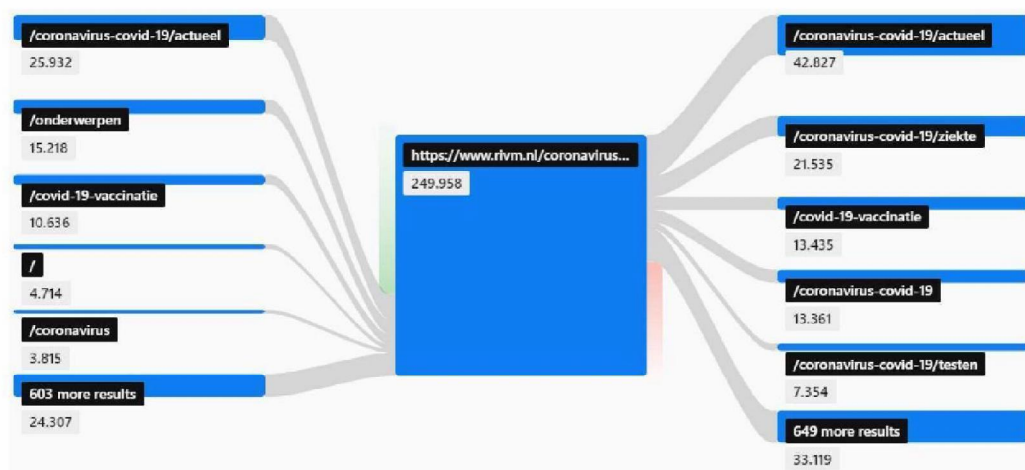 /coronavirus-covid-19/actueel
25.932
/onderwerpen
15.218
/covid-19-vaccinatie
10.636
/
4.714
/coronavirus
3.815
603 more results
24.307
https://www.rivm.nl/coronavirus...
249.958
/coronavirus-covid-19/actueel
42.827
/coronavirus-covid-19/ziekte
21.535
/covid-19-vaccinatie
13.435
/coronavirus-covid-19
13.361
/coronavirus-covid-19/testen
7.354
649 more results
33.119